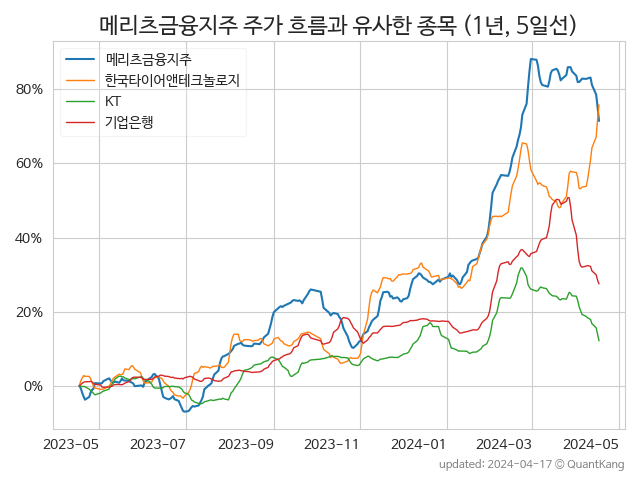 메리츠금융지주 주가 흐름과 유사한 종목 (1년, 5일선)
메리츠금융지주
한국타이어앤테크놀로지
KT
기업은행
80%
60%
40%
20%
0%
2023-05 2023-07 2023-09 2023-11 2024-01 2024-03 2024-05
updated: 2024-04-17 © QuantKang